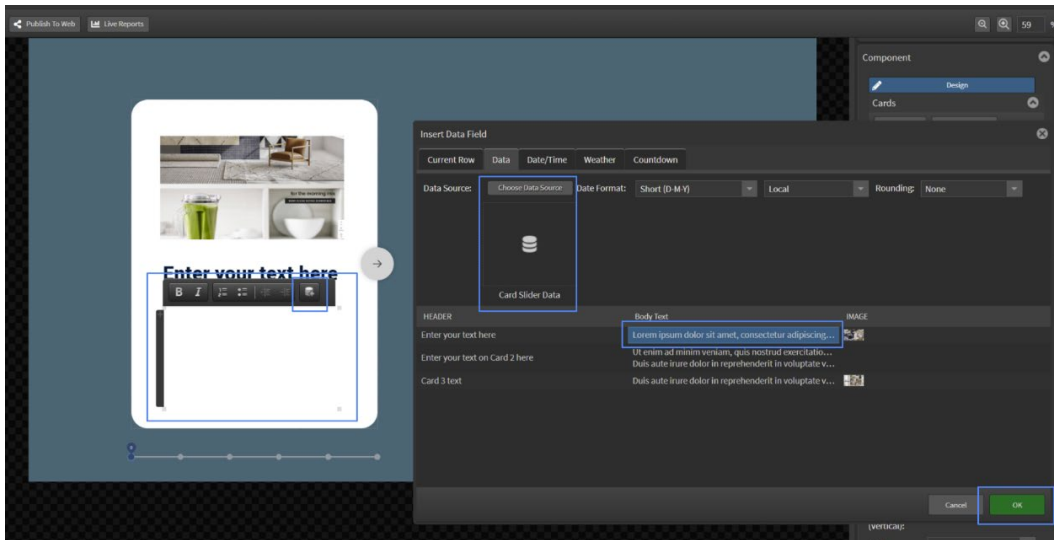 Publish To Web
Live Reports
59
Component
Design
Cards
Insert Data Field
Current Row
Data
Date/Time
Weather
Countdown
Data Source:
Choose Data Source
Date Format:
Short (D-M-Y)
Local
Rounding:
None
Card Slider Data
Enter your text here
B I
HEADER
Body Text
IMAGE
Enter your text here
Lorem ipsum dolor sit amet, consectetur adipiscing...
Enter your text on Card 2 here
Ut enim ad minim veniam, quis nostrud exercitatio...
Duis aute irure dolor in reprehenderit in voluptate v...
Card 3 text
Duis aute irure dolor in reprehenderit in voluptate v...
Cancel
OK
(vertical):